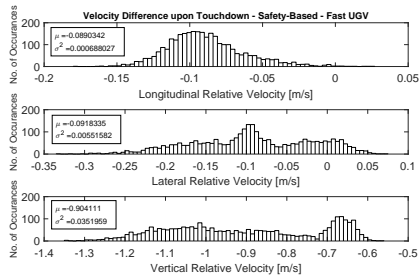 Velocity Difference upon Touchdown - Safety-Based - Fast UGV
No. of Occurances
200
100
0
μ =-0.0890342
σ² =0.000688027
-0.2 -0.15 -0.1 -0.05 0 0.05
Longitudinal Relative Velocity [m/s]
No. of Occurances
200
100
0
μ =-0.0918335
σ² =0.00551582
-0.35 -0.3 -0.25 -0.2 -0.15 -0.1 -0.05 0 0.05 0.1
Lateral Relative Velocity [m/s]
No. of Occurances
200
100
0
μ =-0.904111
σ² =0.0351959
-1.4 -1.3 -1.2 -1.1 -1 -0.9 -0.8 -0.7 -0.6 -0.5
Vertical Relative Velocity [m/s]